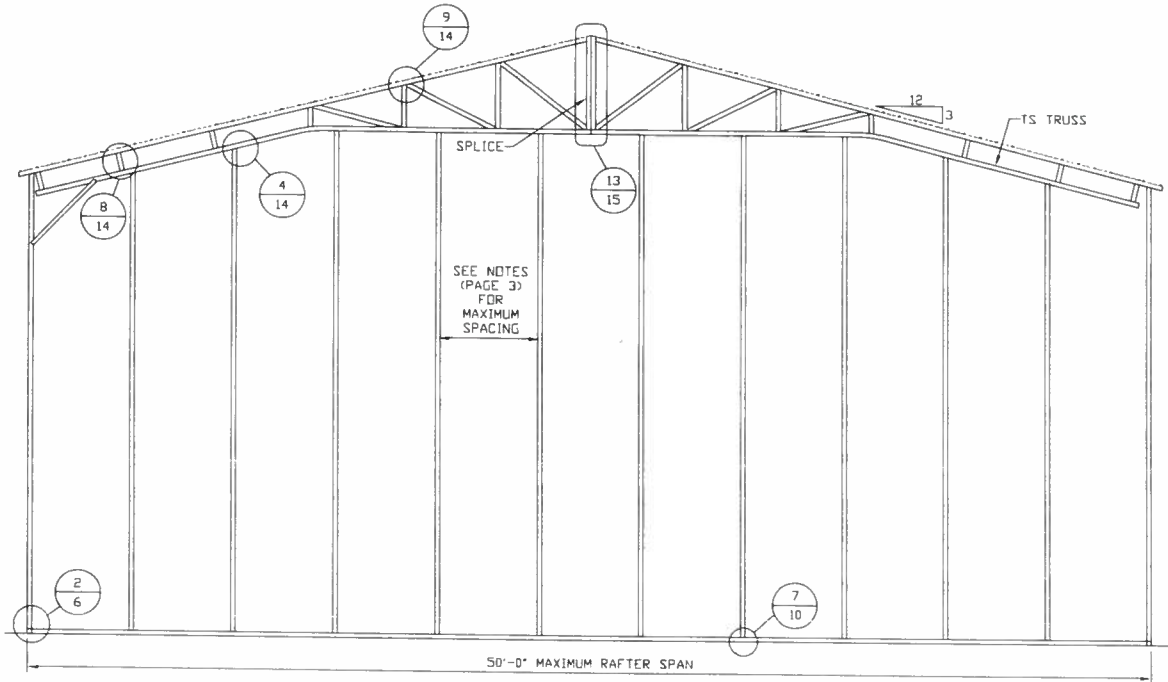 9
14
12
3
TS TRUSS
SPLICE
13
15
4
14
8
14
SEE NOTES
(PAGE 3)
FOR
MAXIMUM
SPACING
2
6
7
10
50'-0" MAXIMUM RAFTER SPAN